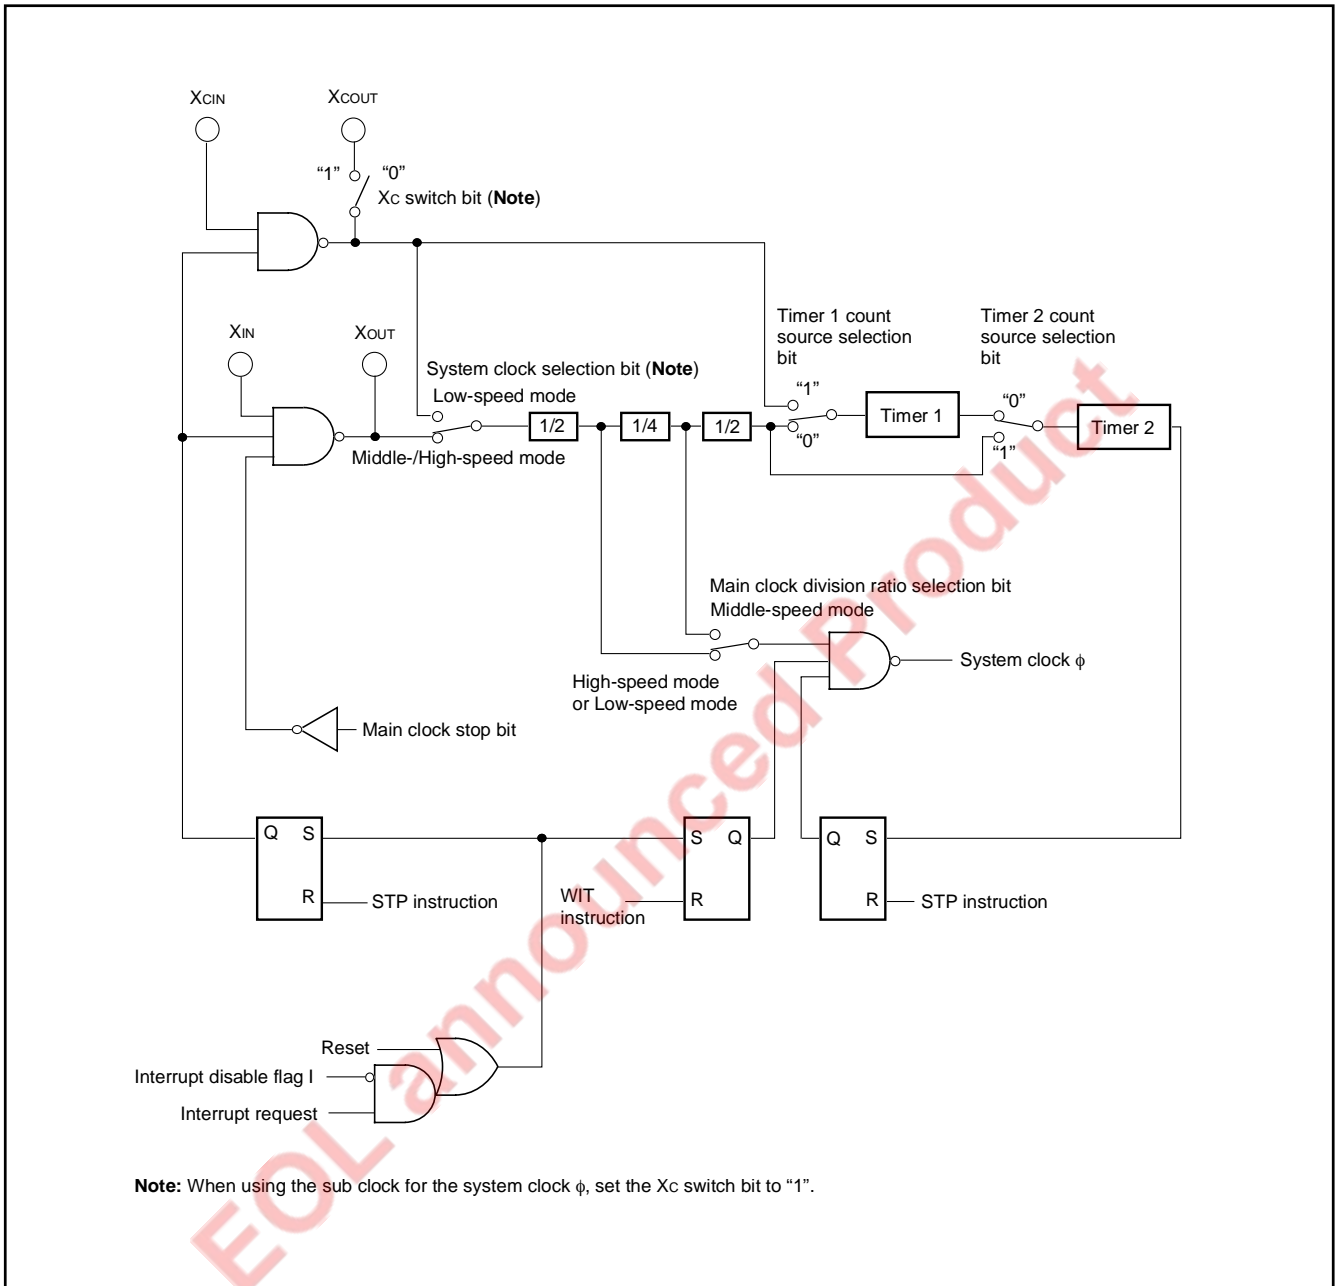 XCIN
XCOUT
“1” “0”
XC switch bit (Note)
XIN
XOUT
System clock selection bit (Note)
Low-speed mode
Middle-/High-speed mode
1/2
1/4
1/2
Timer 1 count
source selection
bit
“1”
“0”
Timer 1
Timer 2 count
source selection
bit
“0”
“1”
Timer 2
Main clock division ratio selection bit
Middle-speed mode
High-speed mode
or Low-speed mode
System clock ϕ
Main clock stop bit
Q S
R
STP instruction
S Q
R
WIT
instruction
Q S
R
STP instruction
Reset
Interrupt disable flag I
Interrupt request
Note: When using the sub clock for the system clock ϕ, set the XC switch bit to “1”.
EOL announced Product